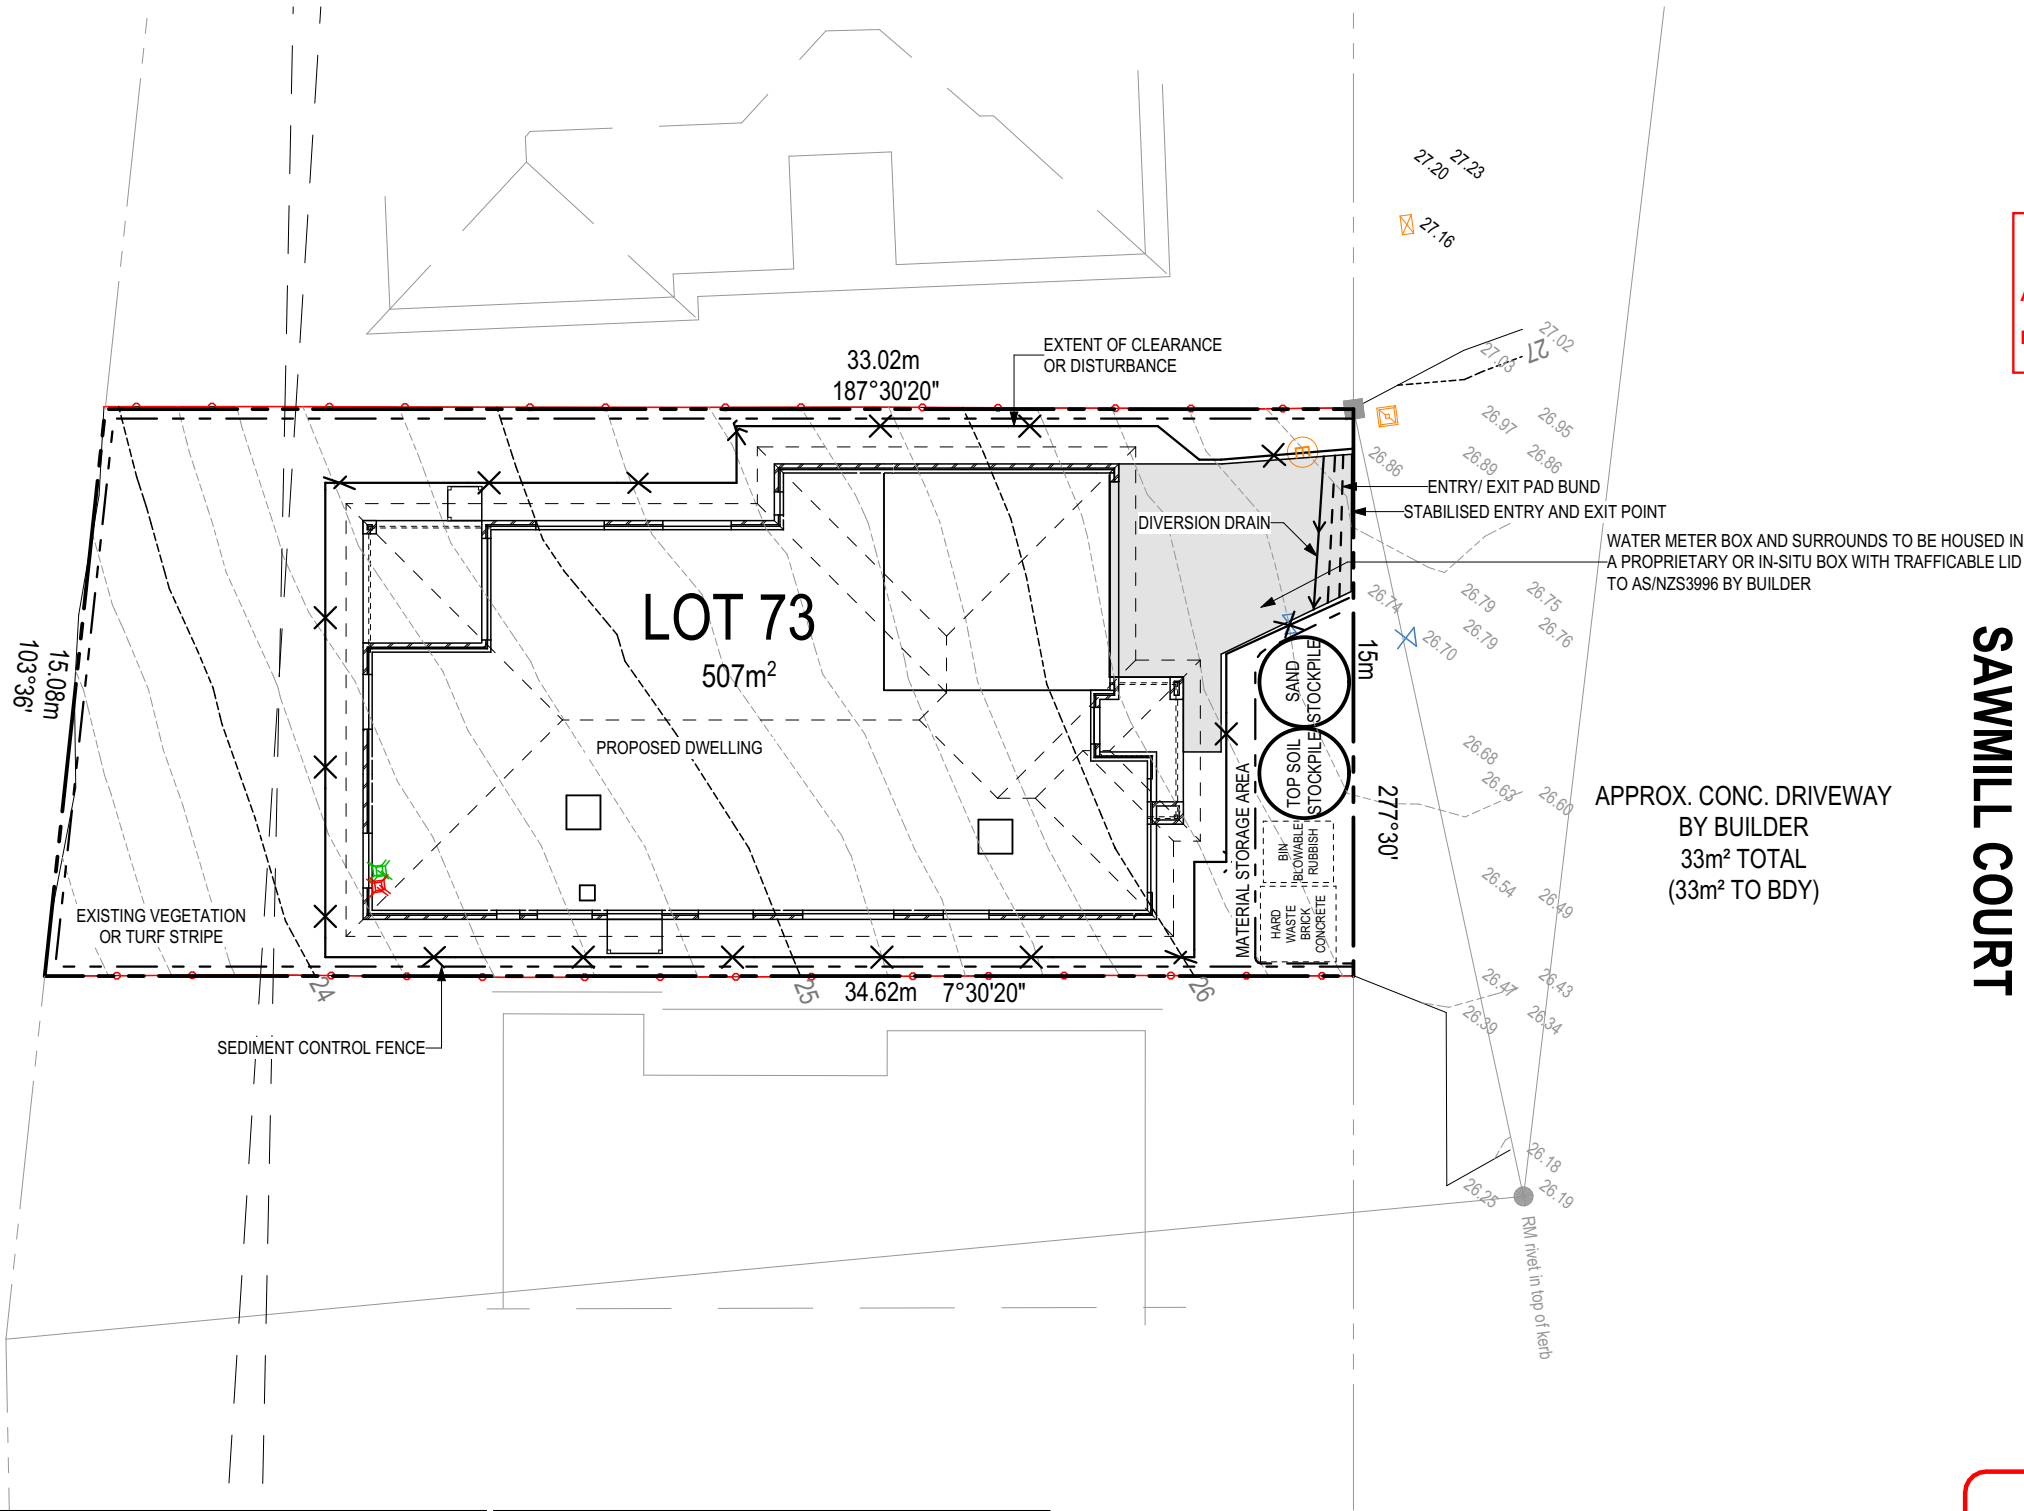 27.20
27.23
27.16
27.02
27.03
27
33.02m
187°30'20"
EXTENT OF CLEARANCE
OR DISTURBANCE
26.97
26.95
26.86
26.89
26.86
ENTRY/ EXIT PAD BUND
STABILISED ENTRY AND EXIT POINT
DIVERSION DRAIN
E
WATER METER BOX AND SURROUNDS TO BE HOUSED IN
A PROPRIETARY OR IN-SITU BOX WITH TRAFFICABLE LID
TO AS/NZS3996 BY BUILDER
26.74
26.79
26.75
26.70
26.79
26.76
LOT 73
507m²
PROPOSED DWELLING
15.08m
103°36'
15m
277°30'
SAND
STOCKPILE
TOP SOIL
STOCKPILE
MATERIAL STORAGE AREA
BIN
BLOWABLE
RUBBISH
HARD
WASTE
BRICK
CONCRETE
SAWMILL COURT
26.68
26.63
26.60
APPROX. CONC. DRIVEWAY
BY BUILDER
33m² TOTAL
(33m² TO BDY)
26.54
26.49
EXISTING VEGETATION
OR TURF STRIPE
24
25
26
34.62m 7°30'20"
26.47
26.43
26.39
26.34
SEDIMENT CONTROL FENCE
26.18
26.25
26.19
RM rivet in top of kerb